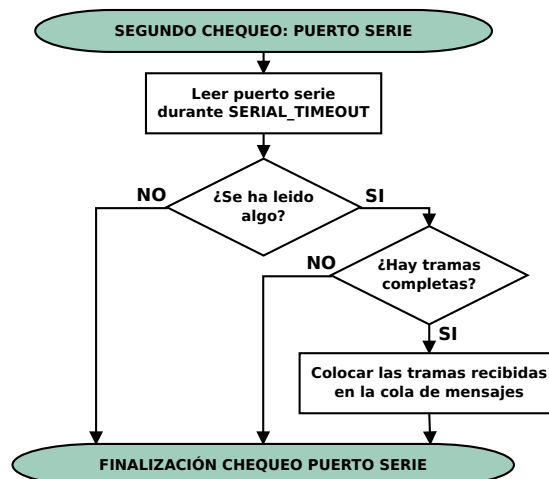 SEGUNDO CHEQUEO: PUERTO SERIE
Leer puerto serie
durante SERIAL_TIMEOUT
¿Se ha leido
algo?
NO
SI
¿Hay tramas
completas?
NO
SI
Colocar las tramas recibidas
en la cola de mensajes
FINALIZACIÓN CHEQUEO PUERTO SERIE